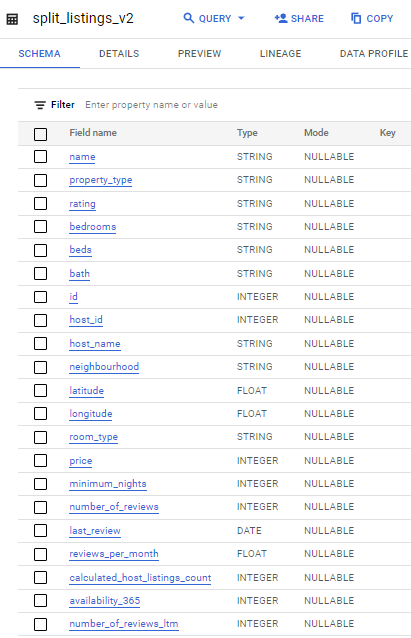 split_listings_v2 QUERY SHARE COPY
SCHEMA DETAILS PREVIEW LINEAGE DATA PROFILE
Filter Enter property name or value
Field name Type Mode Key
name STRING NULLABLE
property_type STRING NULLABLE
rating STRING NULLABLE
bedrooms STRING NULLABLE
beds STRING NULLABLE
bath STRING NULLABLE
id INTEGER NULLABLE
host_id INTEGER NULLABLE
host_name STRING NULLABLE
neighbourhood STRING NULLABLE
latitude FLOAT NULLABLE
longitude FLOAT NULLABLE
room_type STRING NULLABLE
price INTEGER NULLABLE
minimum_nights INTEGER NULLABLE
number_of_reviews INTEGER NULLABLE
last_review DATE NULLABLE
reviews_per_month FLOAT NULLABLE
calculated_host_listings_count INTEGER NULLABLE
availability_365 INTEGER NULLABLE
number_of_reviews_ltm INTEGER NULLABLE